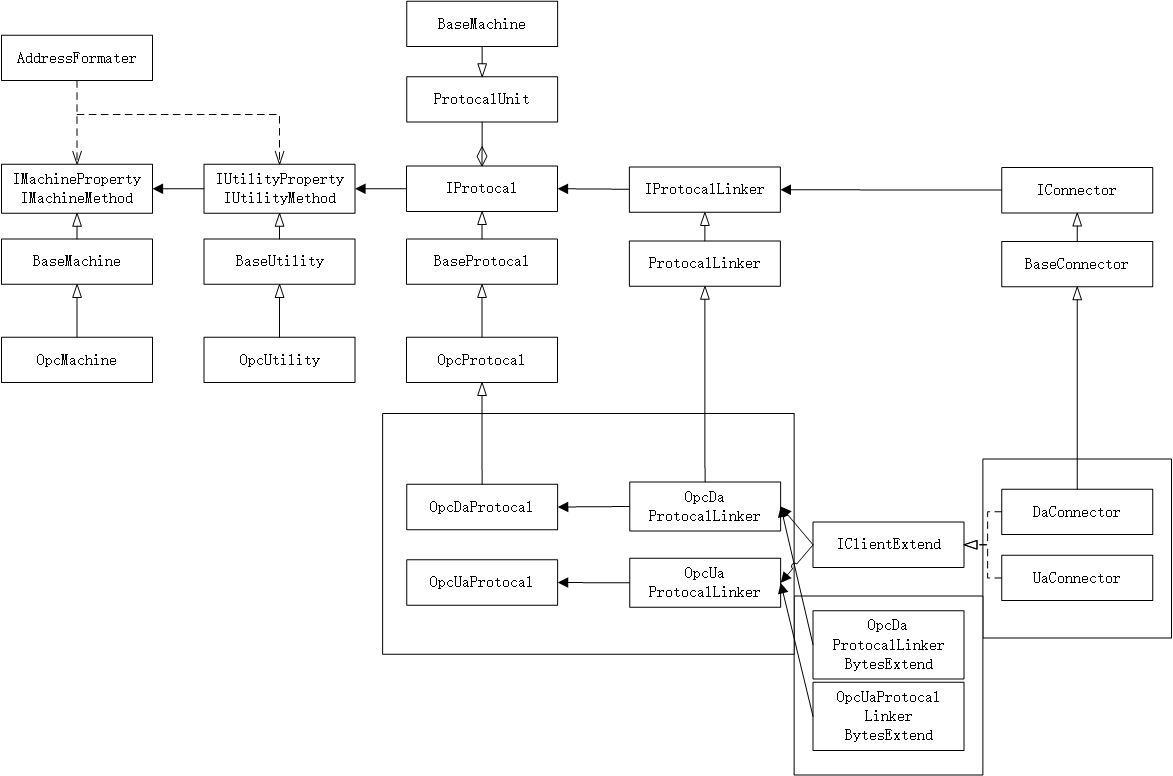 BaseMachine
AddressFormater
ProtocalUnit
IMachineProperty
IMachineMethod
IUtilityProperty
IUtilityMethod
IProtocal
IProtocalLinker
IConnector
BaseMachine
BaseUtility
BaseProtocal
ProtocalLinker
BaseConnector
OpcMachine
OpcUtility
OpcProtocal
OpcDaProtocal
OpcDa
ProtocalLinker
DaConnector
IClientExtend
OpcUaProtocal
OpcUa
ProtocalLinker
UaConnector
OpcDa
ProtocalLinker
BytesExtend
OpcUaProtocal
Linker
BytesExtend